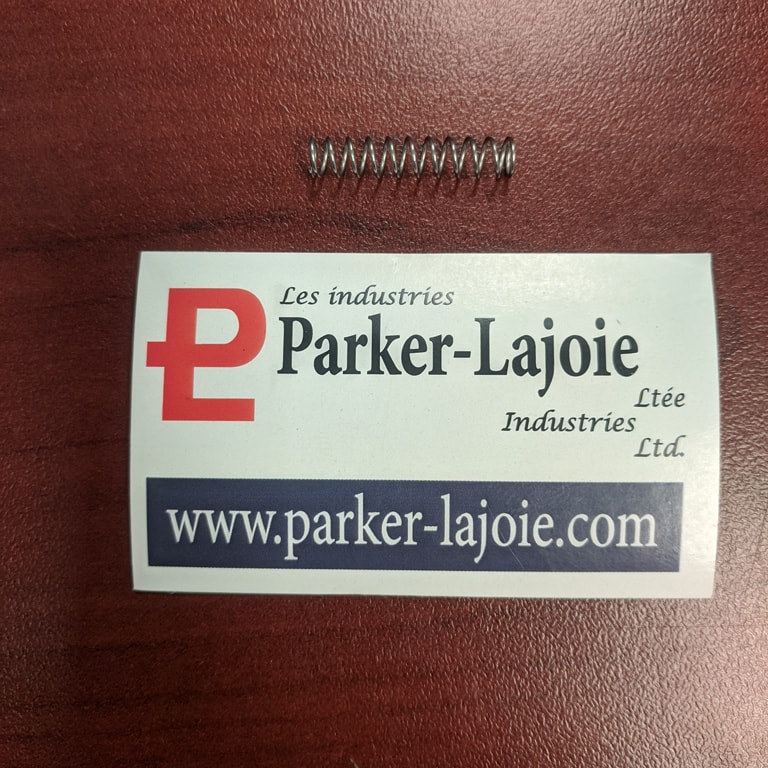 Les industries
Parker-Lajoie
Ltée
Industries
Ltd.
www.parker-lajoie.com